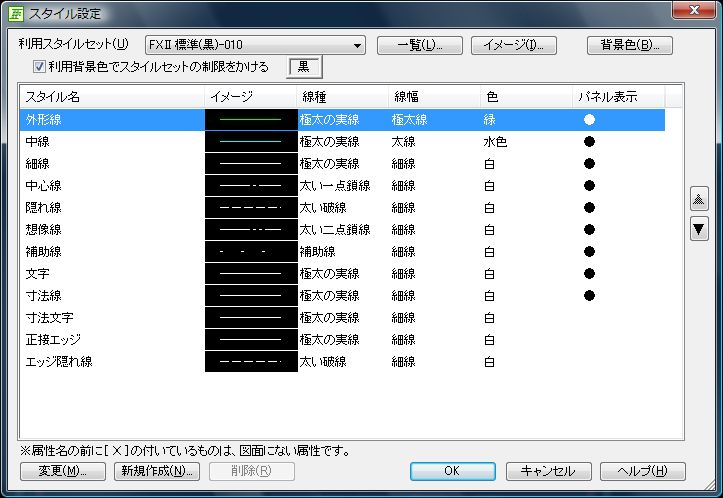 スタイル設定
利用スタイルセット(U) FXⅡ 標準(黒)-010 一覧(L)... イメージ(I)... 背景色(B)...
利用背景色でスタイルセットの制限をかける 黒
スタイル名 イメージ 線種 線幅 色 パネル表示
外形線 極太の実線 極太線 緑 ●
中線 極太の実線 太線 水色 ●
細線 極太の実線 細線 白 ●
中心線 太い一点鎖線 細線 白 ●
隠れ線 太い破線 細線 白 ●
想像線 太い二点鎖線 細線 白 ●
補助線 補助線 細線 白 ●
文字 極太の実線 細線 白 ●
寸法線 極太の実線 細線 白 ●
寸法文字 極太の実線 細線 白
正接エッジ 極太の実線 細線 白
エッジ隠れ線 太い破線 細線 白
※属性名の前に[ X ]の付いているものは、図面にない属性です。
変更(M)... 新規作成(N)... 削除(R) OK キャンセル ヘルプ(H)...